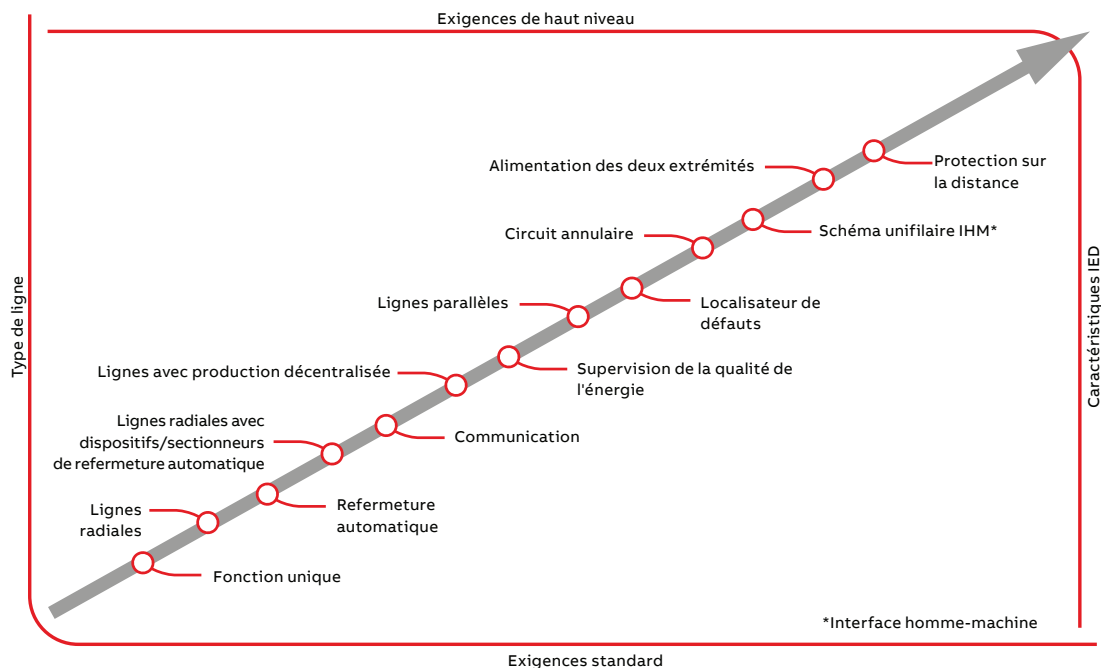 Exigences de haut niveau
Type de ligne
Caractéristiques IED
Alimentation des deux extrémités
Protection sur
la distance
Circuit annulaire
Schéma unifilaire IHM*
Lignes parallèles
Localisateur de
défauts
Lignes avec production décentralisée
Supervision de la qualité de
l'énergie
Lignes radiales avec
dispositifs/sectionneurs
de refermeture automatique
Communication
Lignes
radiales
Refermeture
automatique
Fonction unique
*Interface homme-machine
Exigences standard